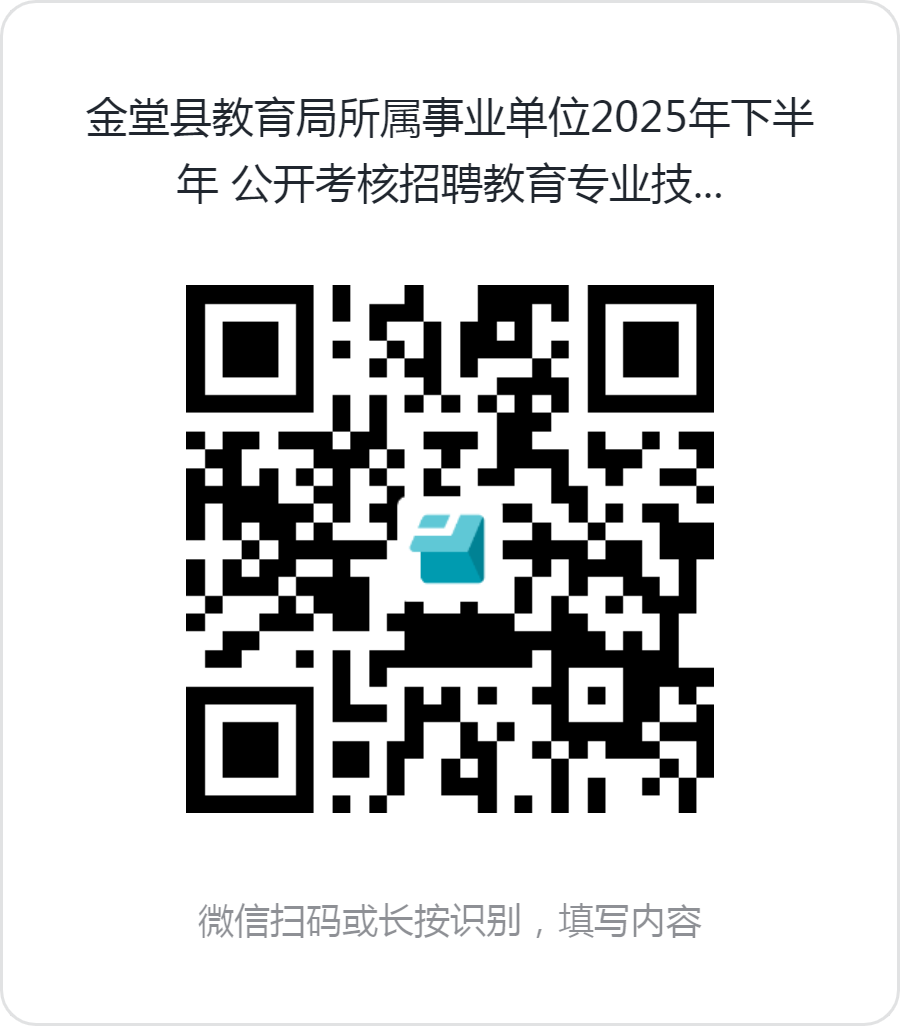 金堂县教育局所属事业单位2025年下半
年 公开考核招聘教育专业技...
微信扫码或长按识别，填写内容